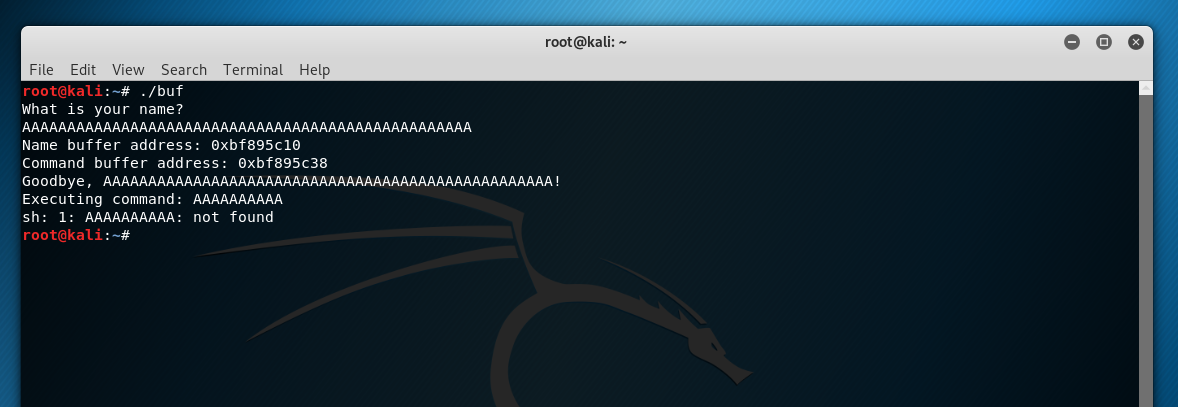 root@kali: ~
File Edit View Search Terminal Help
root@kali:~# ./buf
What is your name?
AAAAAAAAAAAAAAAAAAAAAAAAAAAAAAAAAAAAAAAAAAAAAAAAAA
Name buffer address: 0xbf895c10
Command buffer address: 0xbf895c38
Goodbye, AAAAAAAAAAAAAAAAAAAAAAAAAAAAAAAAAAAAAAAAAAAAAAAAAA!
Executing command: AAAAAAAAAA
sh: 1: AAAAAAAAAA: not found
root@kali:~#